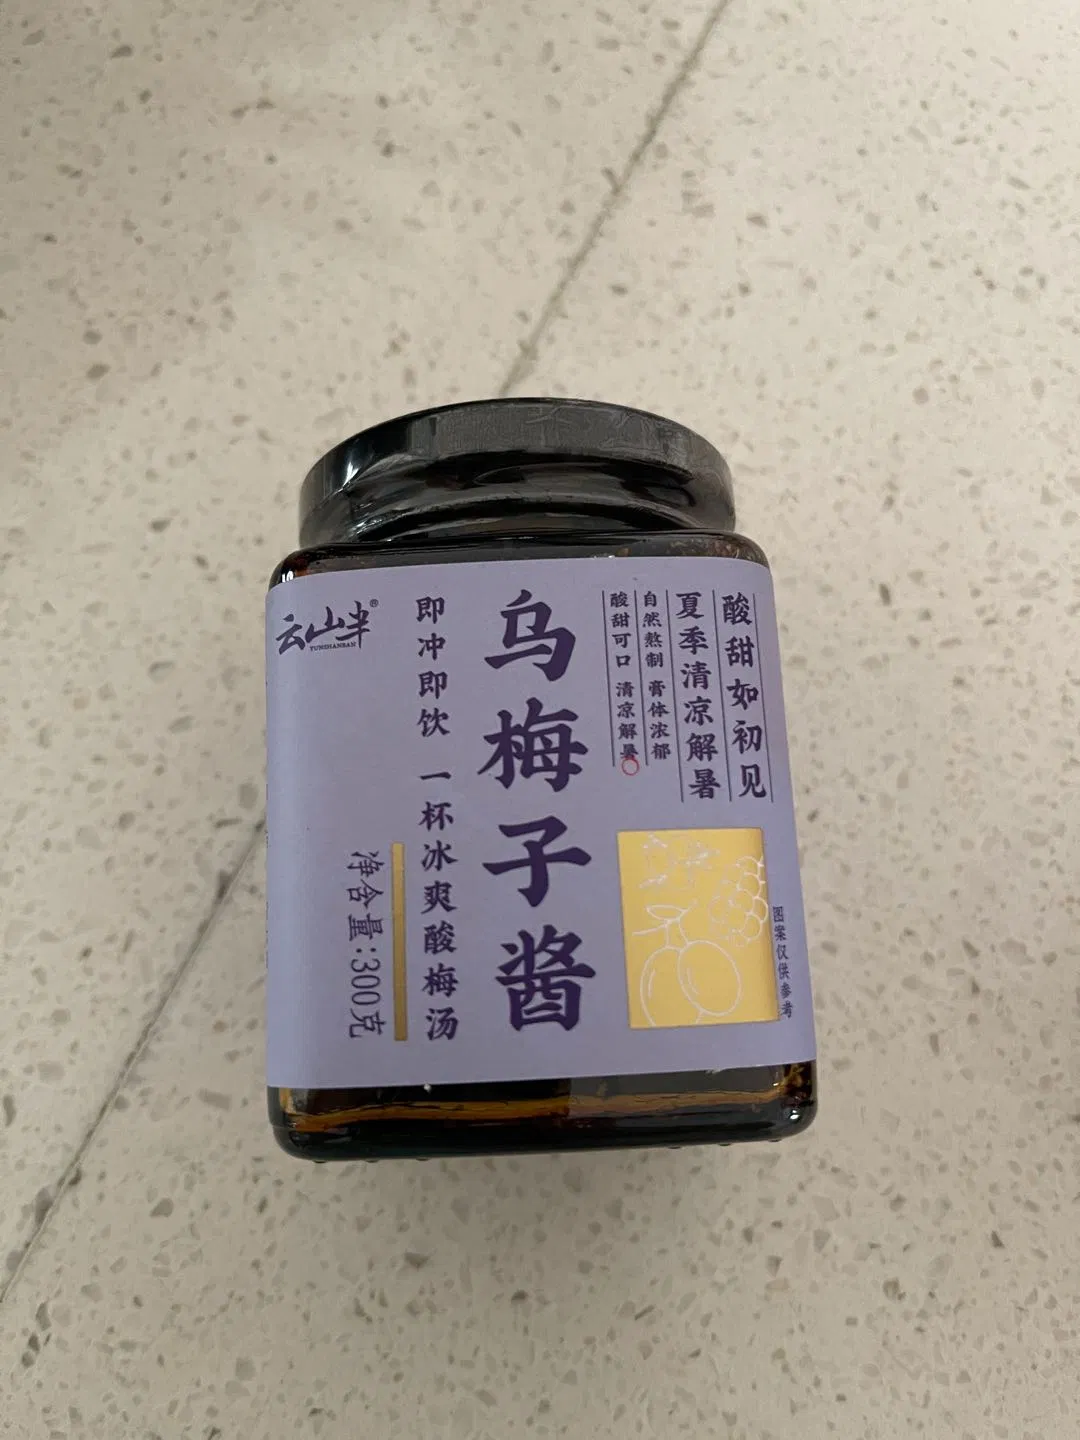 酸甜如初见
夏季清凉解暑
自然熬制 膏体浓郁
酸甜可口 清凉解暑
乌梅子酱
即冲即饮 一杯冰爽酸梅汤
净含量:300克
云山半®
YUNSHANBAN
图案仅供参考